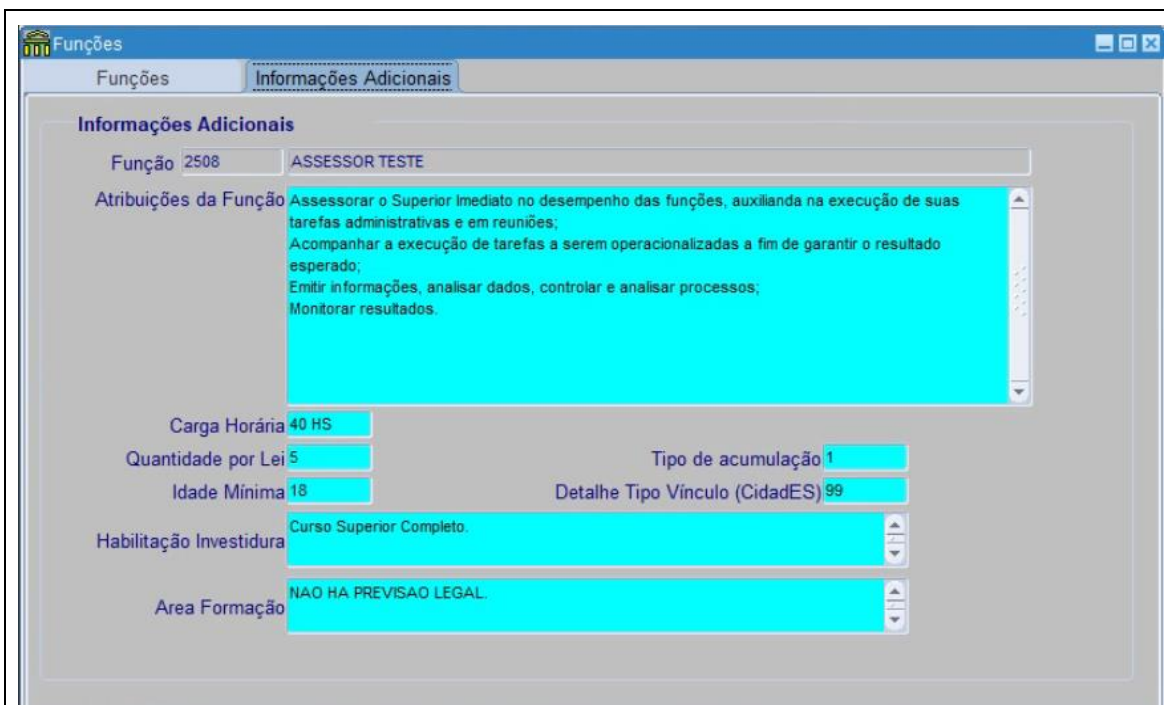 Funções
Funções Informações Adicionais
Informações Adicionais
Função 2508 ASSESSOR TESTE
Atribuições da Função Assessorar o Superior Imediato no desempenho das funções, auxilianda na execução de suas
tarefas administrativas e em reuniões;
Acompanhar a execução de tarefas a serem operacionalizadas a fim de garantir o resultado
esperado;
Emitir informações, analisar dados, controlar e analisar processos;
Monitorar resultados.
Carga Horária 40 HS
Quantidade por Lei 5 Tipo de acumulação 1
Idade Mínima 18 Detalhe Tipo Vínculo (CidadES) 99
Habilitação Investidura Curso Superior Completo.
Area Formação NAO HA PREVISAO LEGAL.